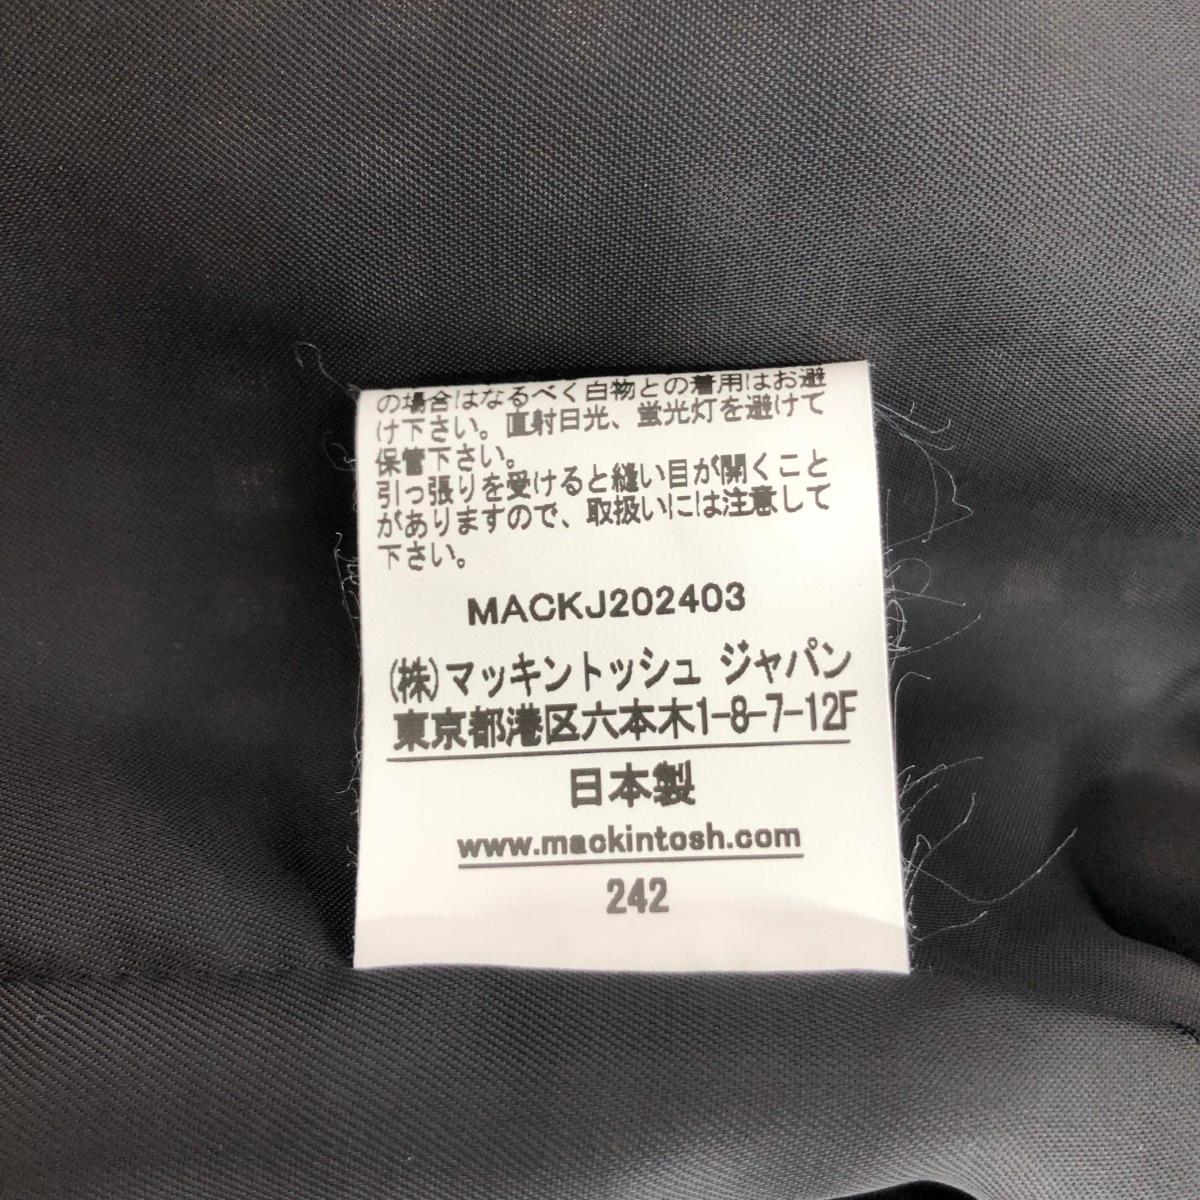 の場合はなるべく白物との着用はお避
け下さい。直射日光、蛍光灯を避けて
保管下さい。
引っ張りを受けると縫い目が開くこと
がありますので、取扱いには注意して
下さい。
MACKJ202403
(株)マッキントッシュ ジャパン
東京都港区六本木1-8-7-12F
日本製
www.mackintosh.com
242